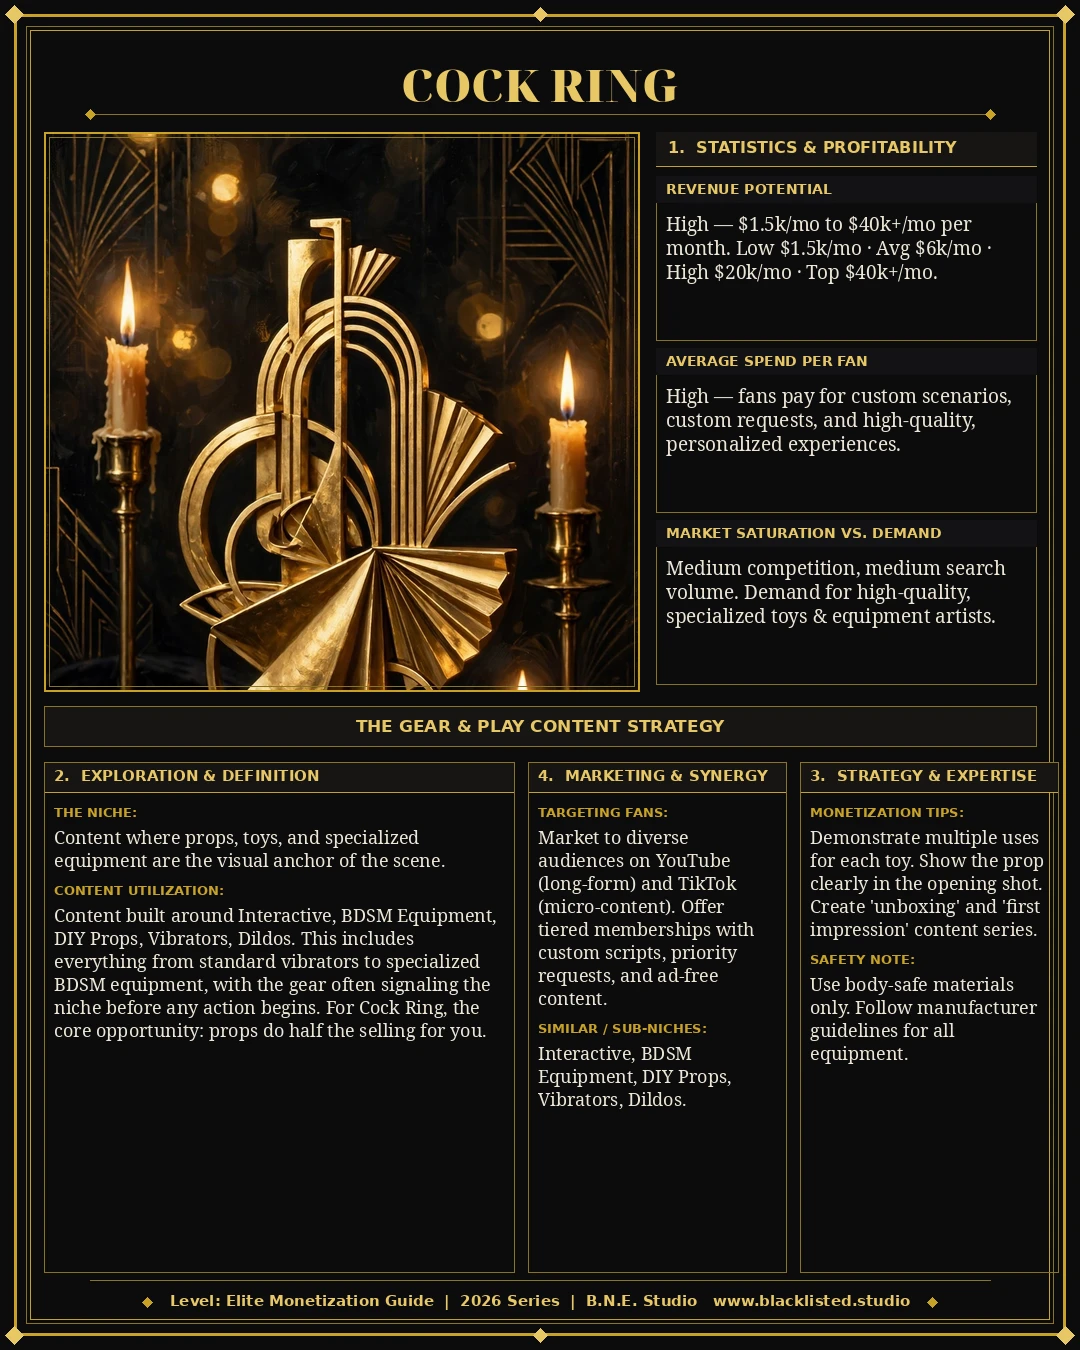 COCK RING
1. STATISTICS & PROFITABILITY
REVENUE POTENTIAL
High — $1.5k/mo to $40k+/mo per
month. Low $1.5k/mo · Avg $6k/mo ·
High $20k/mo · Top $40k+/mo.
AVERAGE SPEND PER FAN
High — fans pay for custom scenarios,
custom requests, and high-quality,
personalized experiences.
MARKET SATURATION VS. DEMAND
Medium competition, medium search
volume. Demand for high-quality,
specialized toys & equipment artists.
THE GEAR & PLAY CONTENT STRATEGY
2. EXPLORATION & DEFINITION
THE NICHE:
Content where props, toys, and specialized
equipment are the visual anchor of the scene.
CONTENT UTILIZATION:
Content built around Interactive, BDSM Equipment,
DIY Props, Vibrators, Dildos. This includes
everything from standard vibrators to specialized
BDSM equipment, with the gear often signaling the
niche before any action begins. For Cock Ring, the
core opportunity: props do half the selling for you.
4. MARKETING & SYNERGY
TARGETING FANS:
Market to diverse
audiences on YouTube
(long-form) and TikTok
(micro-content). Offer
tiered memberships with
custom scripts, priority
requests, and ad-free
content.
SIMILAR / SUB-NICHES:
Interactive, BDSM
Equipment, DIY Props,
Vibrators, Dildos.
3. STRATEGY & EXPERTISE
MONETIZATION TIPS:
Demonstrate multiple uses
for each toy. Show the prop
clearly in the opening shot.
Create 'unboxing' and 'first
impression' content series.
SAFETY NOTE:
Use body-safe materials
only. Follow manufacturer
guidelines for all
equipment.
Level: Elite Monetization Guide | 2026 Series | B.N.E. Studio www.blacklisted.studio